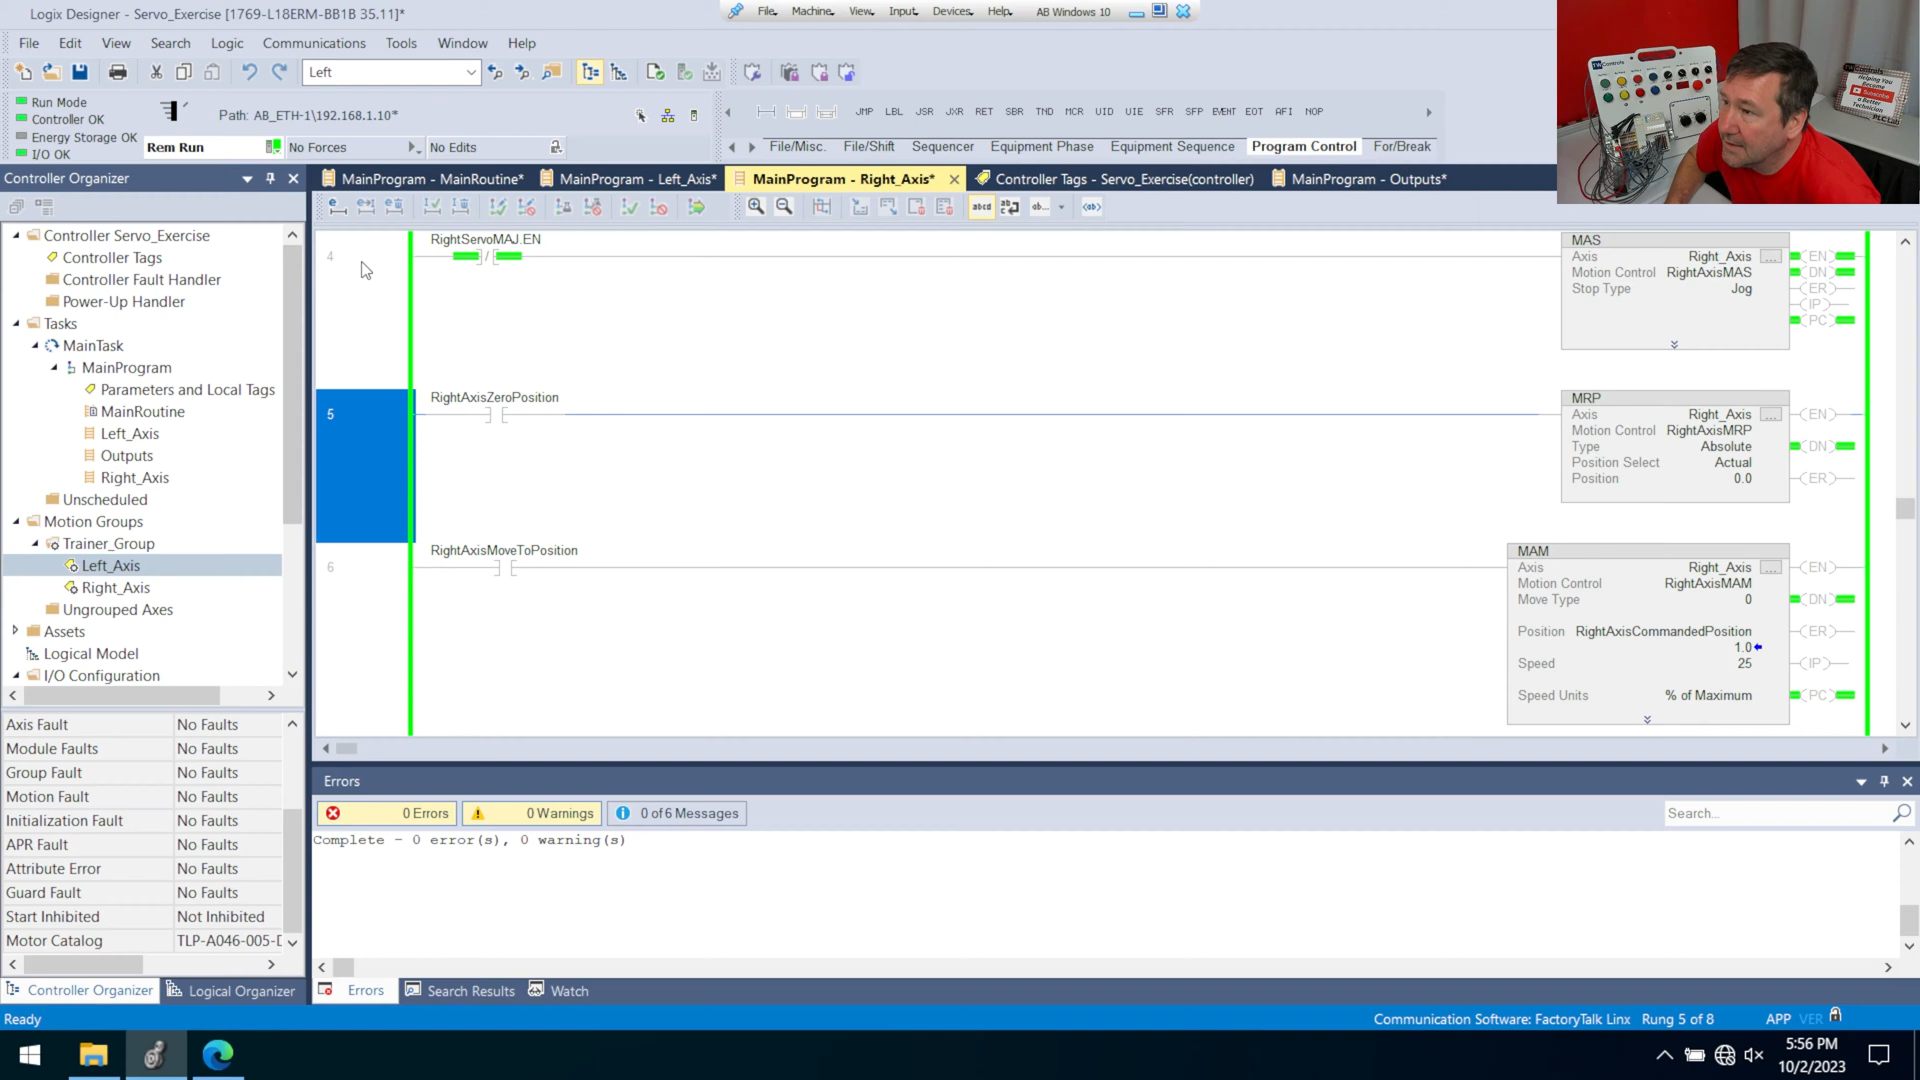 Logix Designer - Servo_Exercise [1769-L18ERM-BB1B 35.11]*
File Machine View Input Devices Help AB Windows 10
File Edit View Search Logic Communications Tools Window Help
Left
Run Mode
Controller OK
Energy Storage OK
I/O OK
Path: AB_ETH-1\192.168.1.10*
Rem Run No Forces No Edits
JMP LBL JSR JXR RET SBR TND MCR UID UIE SFR SFP EVENT EOT AFI NOP
File/Misc. File/Shift Sequencer Equipment Phase Equipment Sequence Program Control For/Break
Controller Organizer
MainProgram - MainRoutine* MainProgram - Left_Axis* MainProgram - Right_Axis* Controller Tags - Servo_Exercise(controller) MainProgram - Outputs*
abcd ab...
Controller Servo_Exercise
Controller Tags
Controller Fault Handler
Power-Up Handler
Tasks
MainTask
MainProgram
Parameters and Local Tags
MainRoutine
Left_Axis
Outputs
Right_Axis
Unscheduled
Motion Groups
Trainer_Group
Left_Axis
Right_Axis
Ungrouped Axes
Assets
Logical Model
I/O Configuration
Axis Fault No Faults
Module Faults No Faults
Group Fault No Faults
Motion Fault No Faults
Initialization Fault No Faults
APR Fault No Faults
Attribute Error No Faults
Guard Fault No Faults
Start Inhibited Not Inhibited
Motor Catalog TLP-A046-005-D
Controller Organizer Logical Organizer
4
RightServoMAJ.EN
MAS
Axis Right_Axis ... EN
Motion Control RightAxisMAS DN
Stop Type Jog ER
IP
PC
5
RightAxisZeroPosition
MRP
Axis Right_Axis ... EN
Motion Control RightAxisMRP
Type Absolute DN
Position Select Actual
Position 0.0 ER
6
RightAxisMoveToPosition
MAM
Axis Right_Axis ... EN
Motion Control RightAxisMAM
Move Type 0 DN
Position RightAxisCommandedPosition ER
1.0
Speed 25 IP
Speed Units % of Maximum PC
Errors
0 Errors 0 Warnings 0 of 6 Messages
Search...
Complete - 0 error(s), 0 warning(s)
Errors Search Results Watch
Ready
Communication Software: FactoryTalk Linx Rung 5 of 8 APP VER
5:56 PM
10/2/2023
TWControls
Helping You
Become
Subscribe
a Better
Technician
PLC Lab